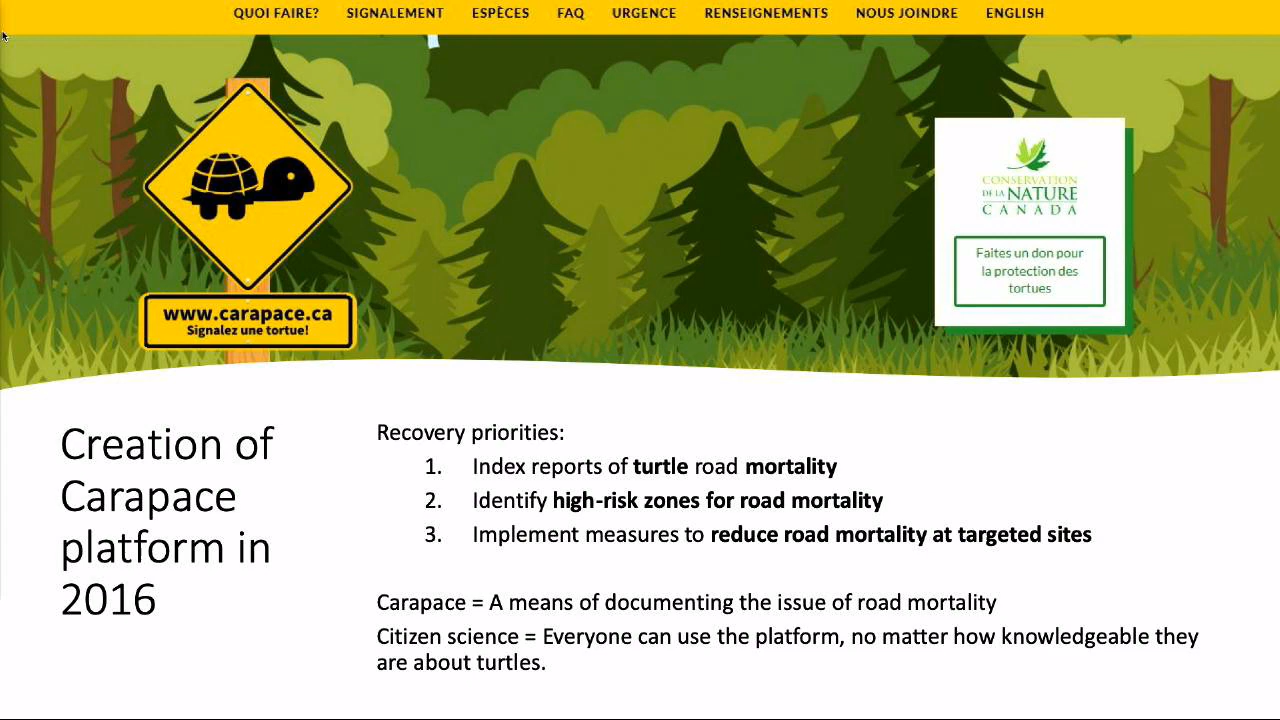 QUOI FAIRE? SIGNALEMENT ESPÈCES FAQ URGENCE RENSEIGNEMENTS NOUS JOINDRE ENGLISH
www.carapace.ca
Signalez une tortue!
CONSERVATION
DE LA NATURE
CANADA
Faites un don pour
la protection des
tortues
Creation of
Carapace
platform in
2016
Recovery priorities:
1. Index reports of turtle road mortality
2. Identify high-risk zones for road mortality
3. Implement measures to reduce road mortality at targeted sites
Carapace = A means of documenting the issue of road mortality
Citizen science = Everyone can use the platform, no matter how knowledgeable they
are about turtles.